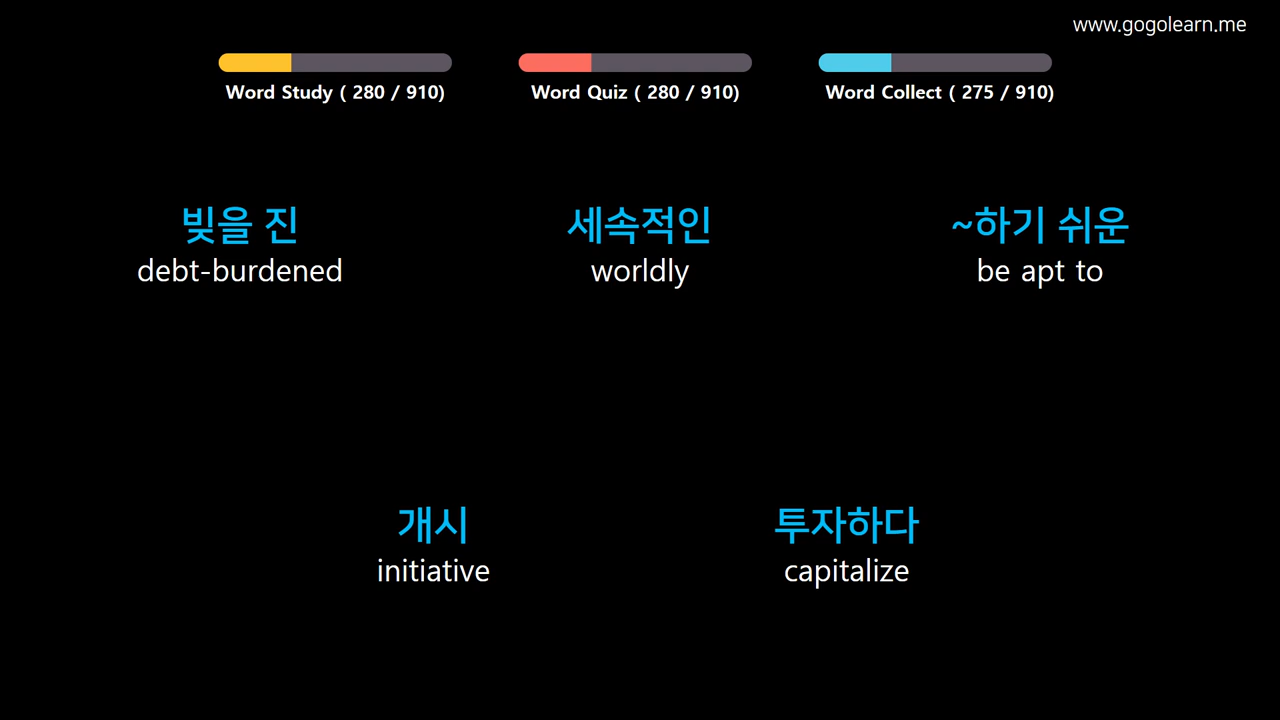 www.gogolearn.me
Word Study ( 280 / 910)
Word Quiz ( 280 / 910)
Word Collect ( 275 / 910)
빚을 진
debt-burdened
세속적인
worldly
~하기 쉬운
be apt to
개시
initiative
투자하다
capitalize